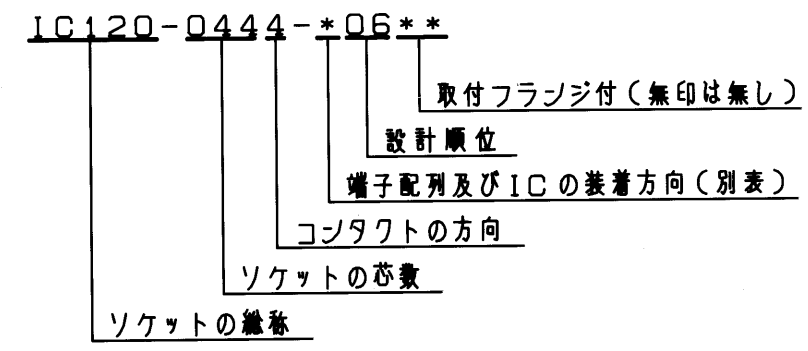 IC120-0444-*06**
取付フランジ付(無印は無し)
設計順位
端子配列及びICの装着方向(別表)
コンタクトの方向
ソケットの芯数
ソケットの総称